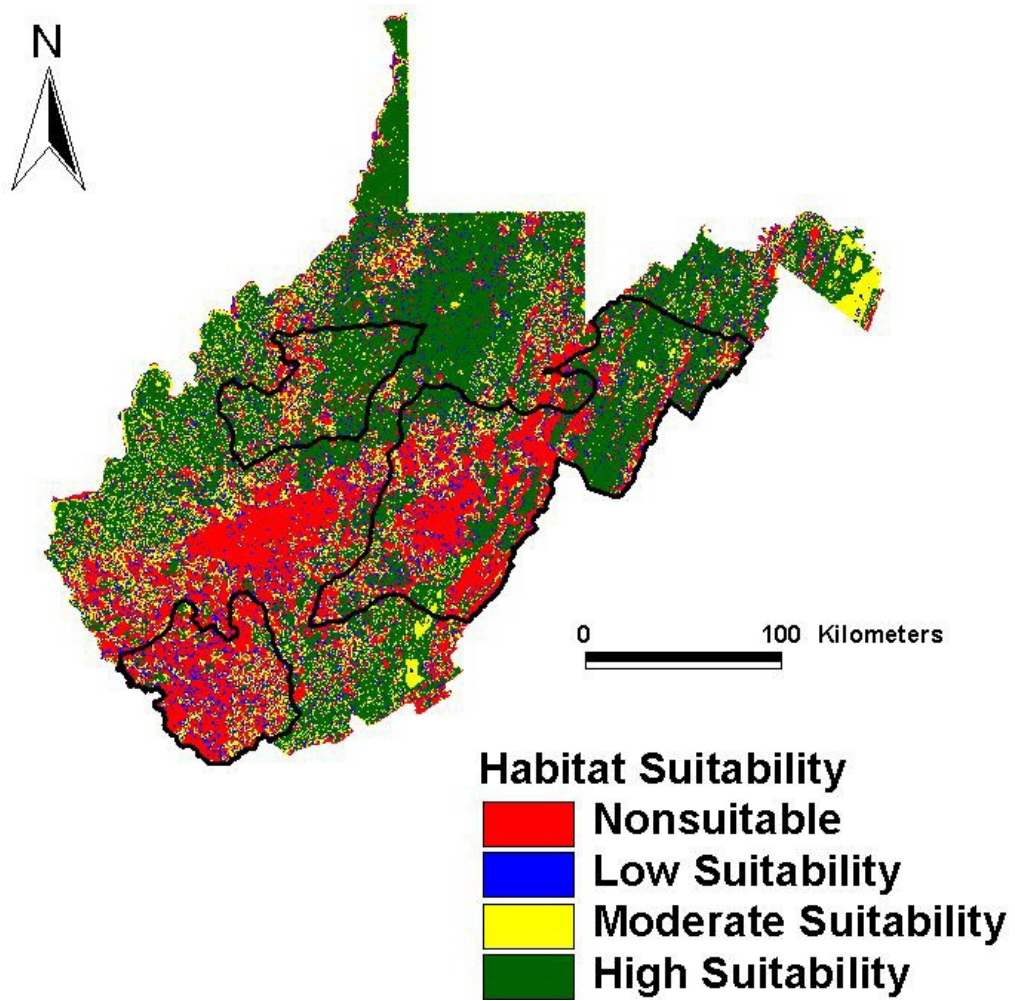 N
0 100 Kilometers
Habitat Suitability
Nonsuitable
Low Suitability
Moderate Suitability
High Suitability